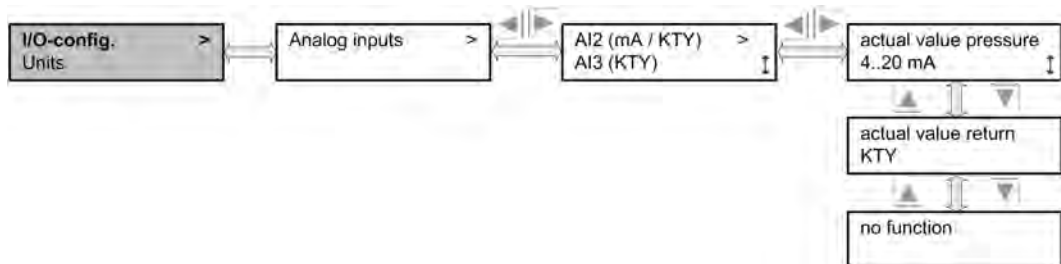 I/O-config. >
Units
Analog inputs >
AI2 (mA / KTY) >
AI3 (KTY)
actual value pressure
4..20 mA
actual value return
KTY
no function